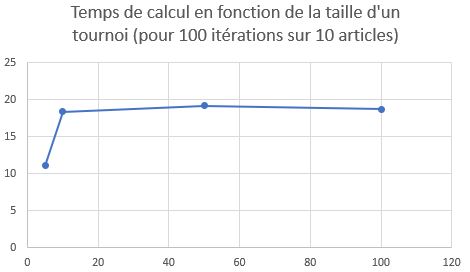 Temps de calcul en fonction de la taille d'un
tournoi (pour 100 itérations sur 10 articles)
25
20
15
10
5
0
0 20 40 60 80 100 120